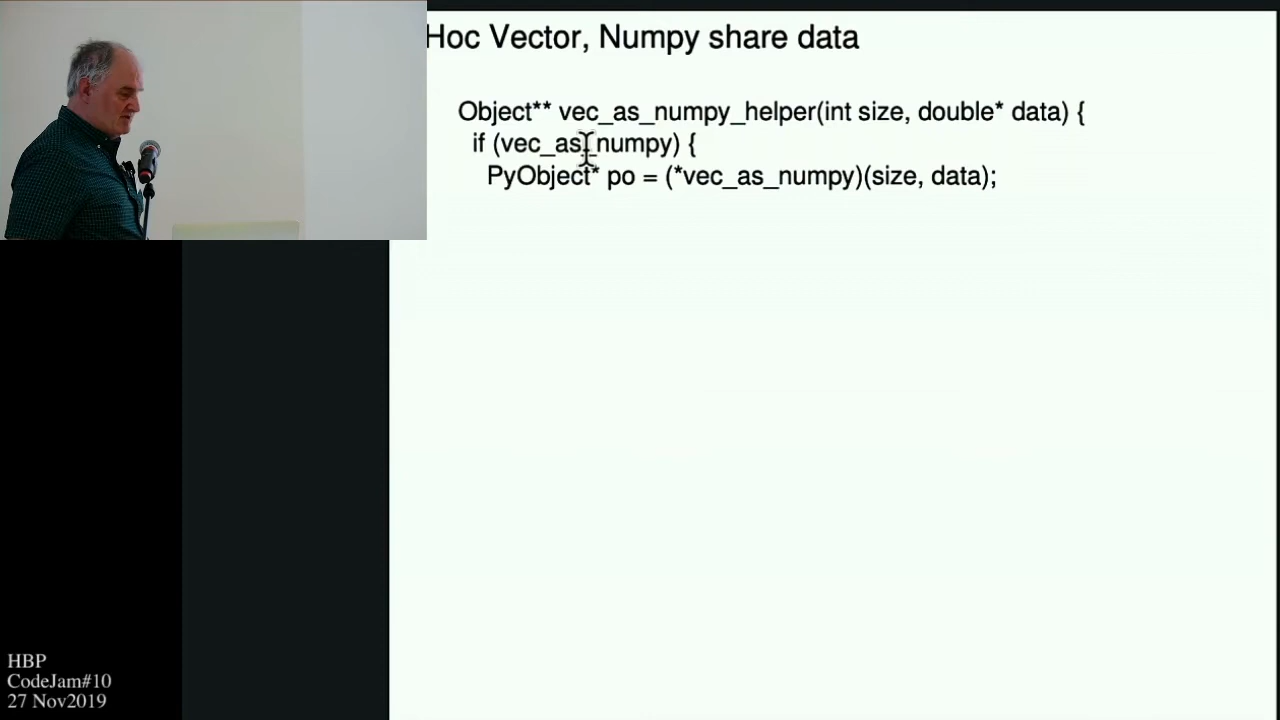 Hoc Vector, Numpy share data
Object** vec_as_numpy_helper(int size, double* data) {
if (vec_as_numpy) {
PyObject* po = (*vec_as_numpy)(size, data);
HBP
CodeJam#10
27 Nov2019